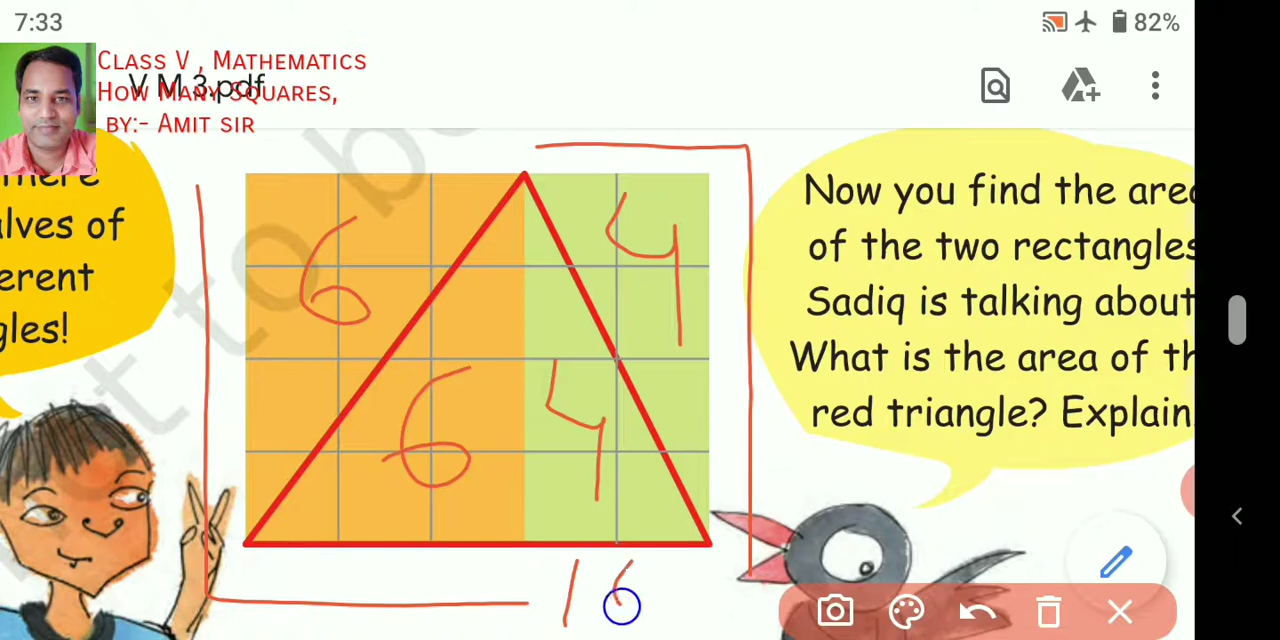 7:33
82%
CLASS V , MATHEMATICS
V M 3.pdf
HOW MANY SQUARES,
BY:- AMIT SIR
here
alves of
erent
gles!
6
4
6
4
16
Now you find the area
of the two rectangles
Sadiq is talking about
What is the area of th
red triangle? Explain.
t to b